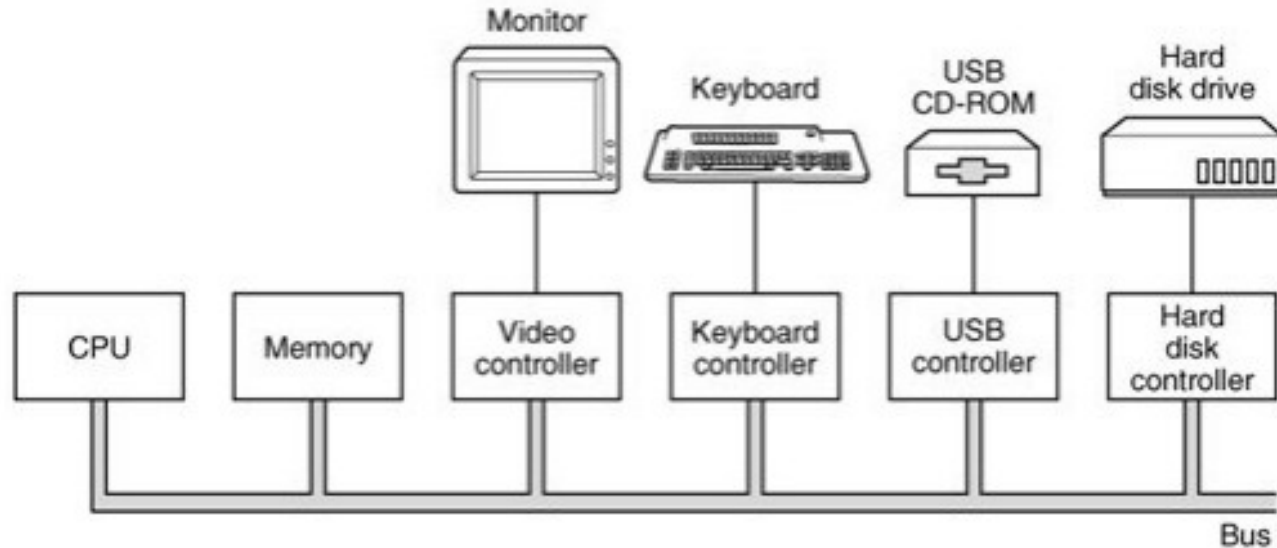 Monitor
Keyboard
USB
CD-ROM
Hard
disk drive
CPU
Memory
Video
controller
Keyboard
controller
USB
controller
Hard
disk
controller
Bus